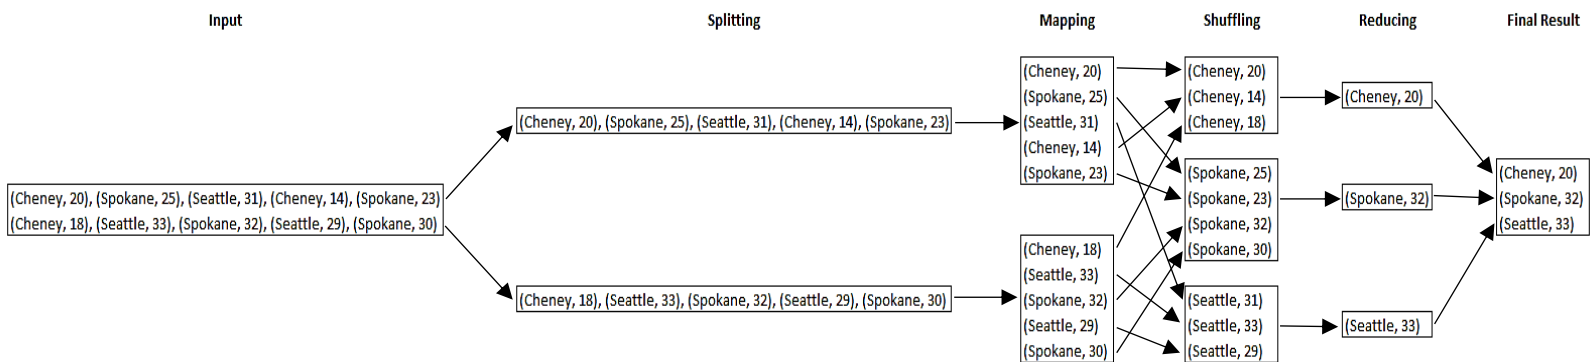 Input
Splitting
Mapping
Shuffling
Reducing
Final Result
(Cheney, 20), (Spokane, 25), (Seattle, 31), (Cheney, 14), (Spokane, 23)
(Cheney, 18), (Seattle, 33), (Spokane, 32), (Seattle, 29), (Spokane, 30)
(Cheney, 20), (Spokane, 25), (Seattle, 31), (Cheney, 14), (Spokane, 23)
(Cheney, 18), (Seattle, 33), (Spokane, 32), (Seattle, 29), (Spokane, 30)
(Cheney, 20)
(Spokane, 25)
(Seattle, 31)
(Cheney, 14)
(Spokane, 23)
(Cheney, 18)
(Seattle, 33)
(Spokane, 32)
(Seattle, 29)
(Spokane, 30)
(Cheney, 20)
(Cheney, 14)
(Cheney, 18)
(Spokane, 25)
(Spokane, 23)
(Spokane, 32)
(Spokane, 30)
(Seattle, 31)
(Seattle, 33)
(Seattle, 29)
(Cheney, 20)
(Spokane, 32)
(Seattle, 33)
(Cheney, 20)
(Spokane, 32)
(Seattle, 33)